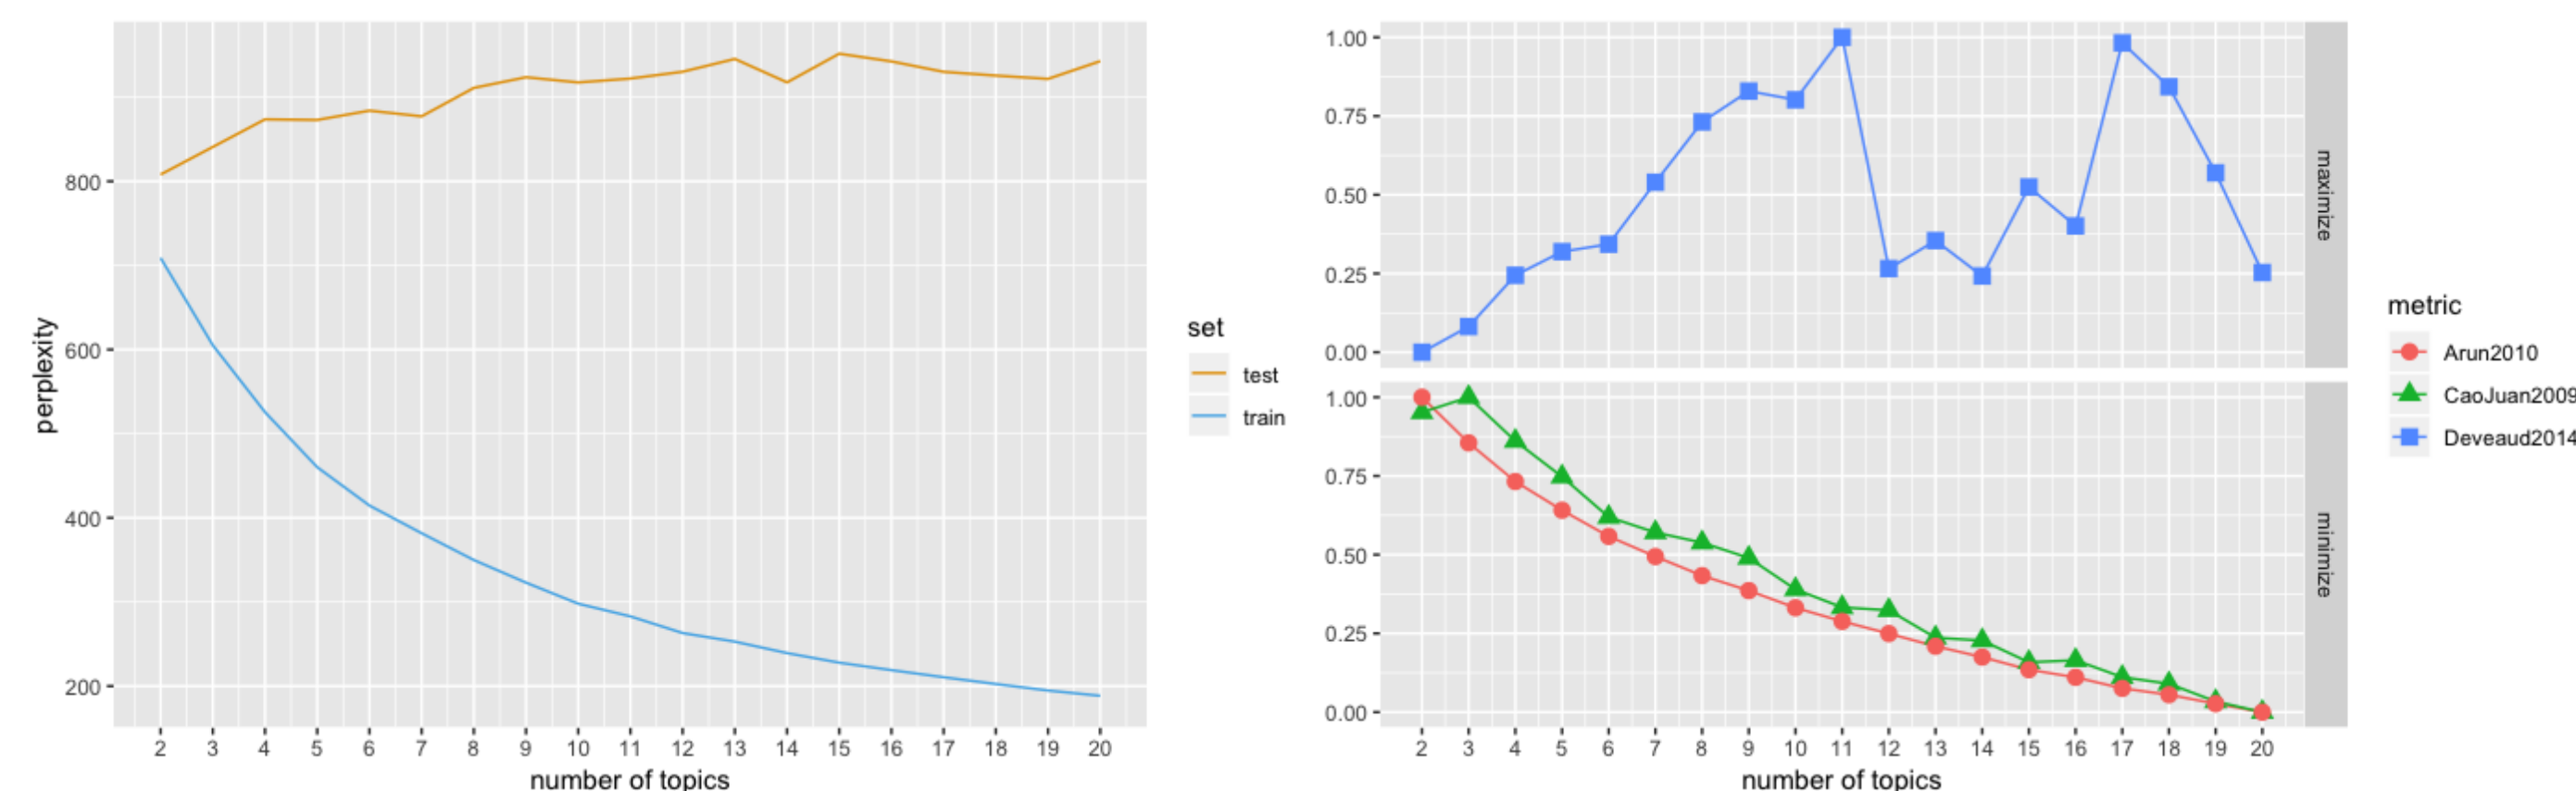 perplexity
800
600
400
200
2 3 4 5 6 7 8 9 10 11 12 13 14 15 16 17 18 19 20
number of topics
set
test
train
1.00
0.75
0.50
0.25
0.00
maximize
1.00
0.75
0.50
0.25
0.00
minimize
2 3 4 5 6 7 8 9 10 11 12 13 14 15 16 17 18 19 20
number of topics
metric
Arun2010
CaoJuan2009
Deveaud2014